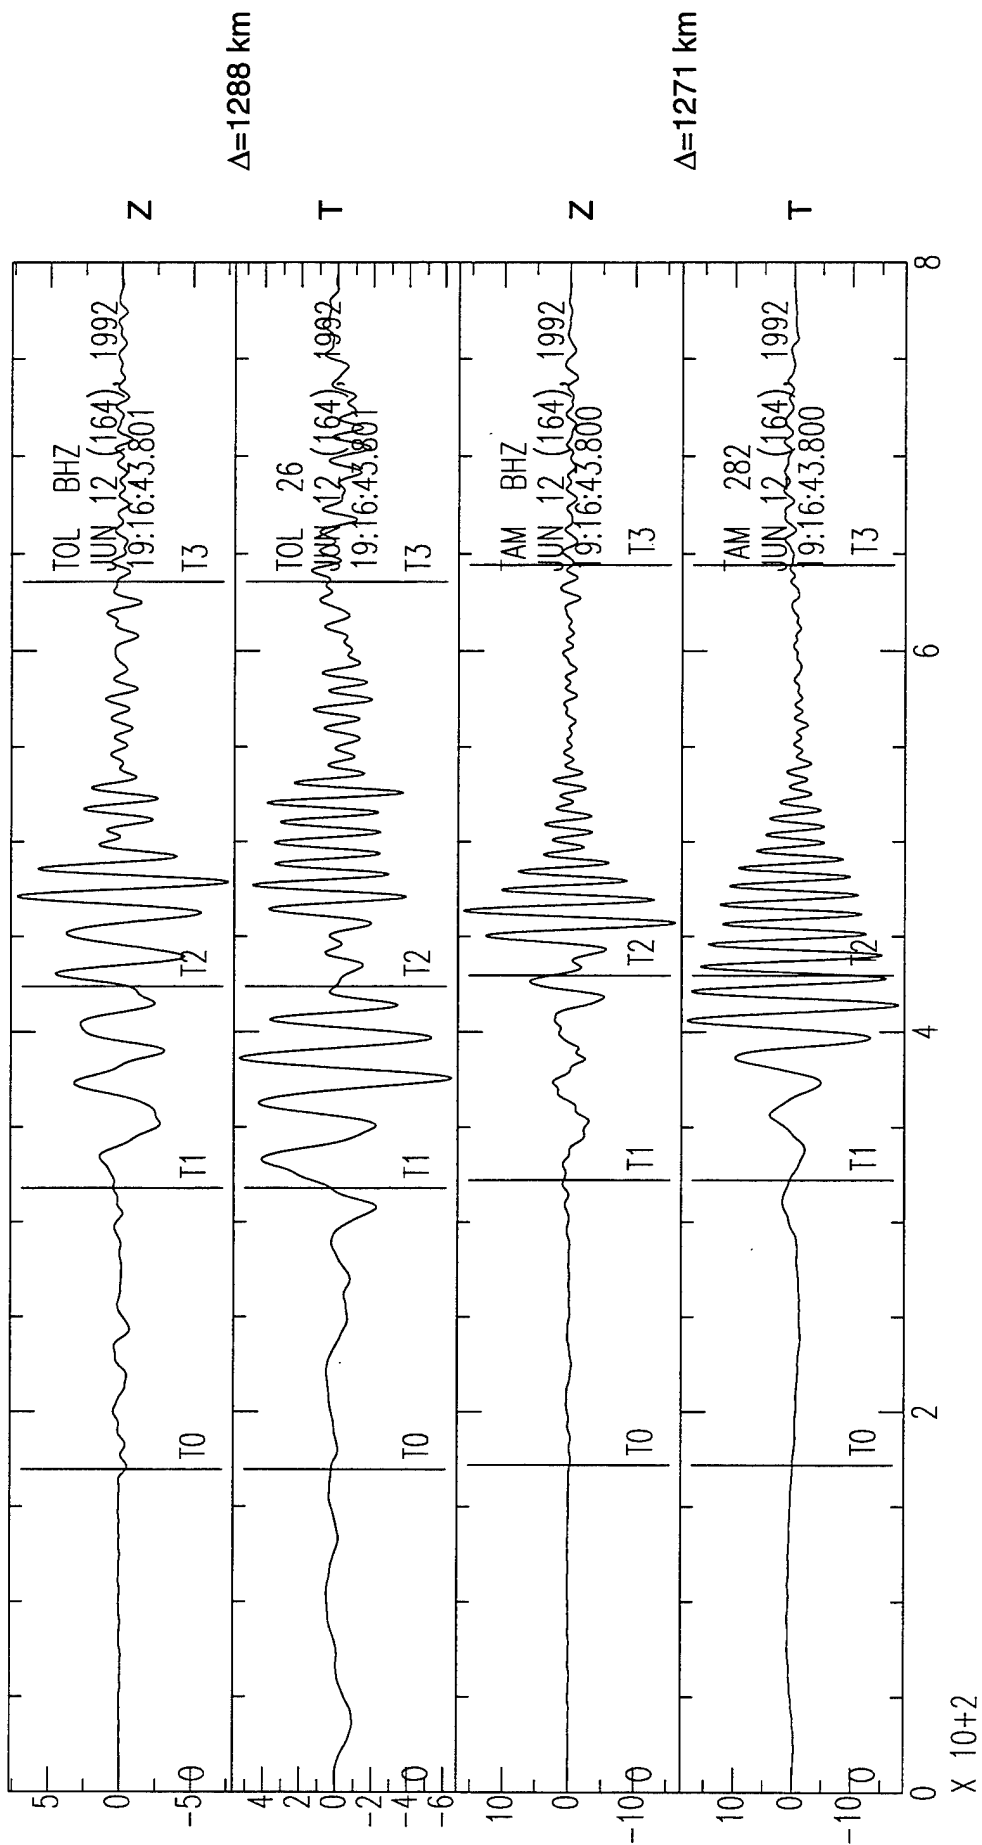 TOL BHZ
JUN 12 (164), 1992
19:16:43.801
5
0
-5
0
T0
T1
T2
T3
Z
Δ=1288 km
TOL 26
JUN 12 (164), 1992
19:16:43.801
4
2
0
-2
-4
-6
0
T0
T1
T2
T3
T
TAM BHZ
JUN 12 (164), 1992
19:16:43.800
10
0
-10
0
T0
T1
T2
T3
Z
Δ=1271 km
TAM 282
JUN 12 (164), 1992
19:16:43.800
10
0
-10
0
T0
T1
T2
T3
T
0 2 4 6 8
X 10+2